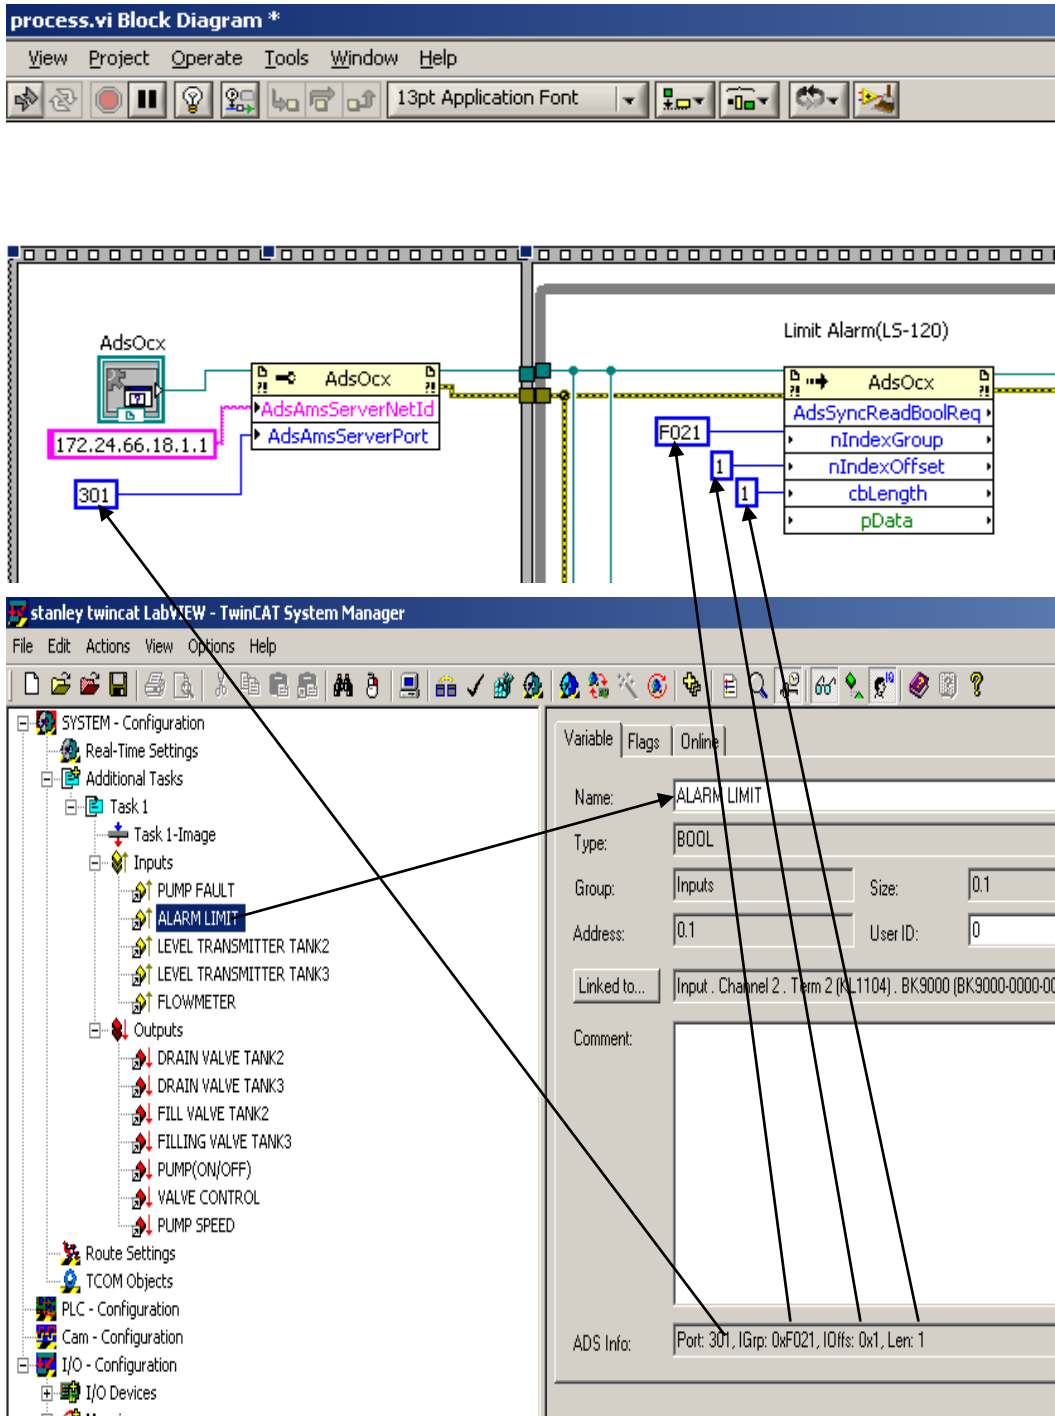 process.vi Block Diagram *
View Project Operate Tools Window Help
13pt Application Font
Limit Alarm(LS-120)
AdsOcx
AdsOcx
AdsOcx
AdsAmsServerNetId
AdsSyncReadBoolReq
172.24.66.18.1.1
AdsAmsServerPort
F021
nIndexGroup
1
nIndexOffset
301
1
cbLength
pData
stanley twincat LabVIEW - TwinCAT System Manager
File Edit Actions View Options Help
SYSTEM - Configuration
Real-Time Settings
Additional Tasks
Task 1
Task 1-Image
Inputs
PUMP FAULT
ALARM LIMIT
LEVEL TRANSMITTER TANK2
LEVEL TRANSMITTER TANK3
FLOWMETER
Outputs
DRAIN VALVE TANK2
DRAIN VALVE TANK3
FILL VALVE TANK2
FILLING VALVE TANK3
PUMP(ON/OFF)
VALVE CONTROL
PUMP SPEED
Route Settings
TCOM Objects
PLC - Configuration
Cam - Configuration
I/O - Configuration
I/O Devices
Variable Flags Online
Name: ALARM LIMIT
Type: BOOL
Group: Inputs Size: 0.1
Address: 0.1 User ID: 0
Linked to... Input . Channel 2 . Term 2 (KL1104) . BK9000 (BK9000-0000-00
Comment:
ADS Info: Port: 301, IGrp: 0xF021, IOffs: 0x1, Len: 1